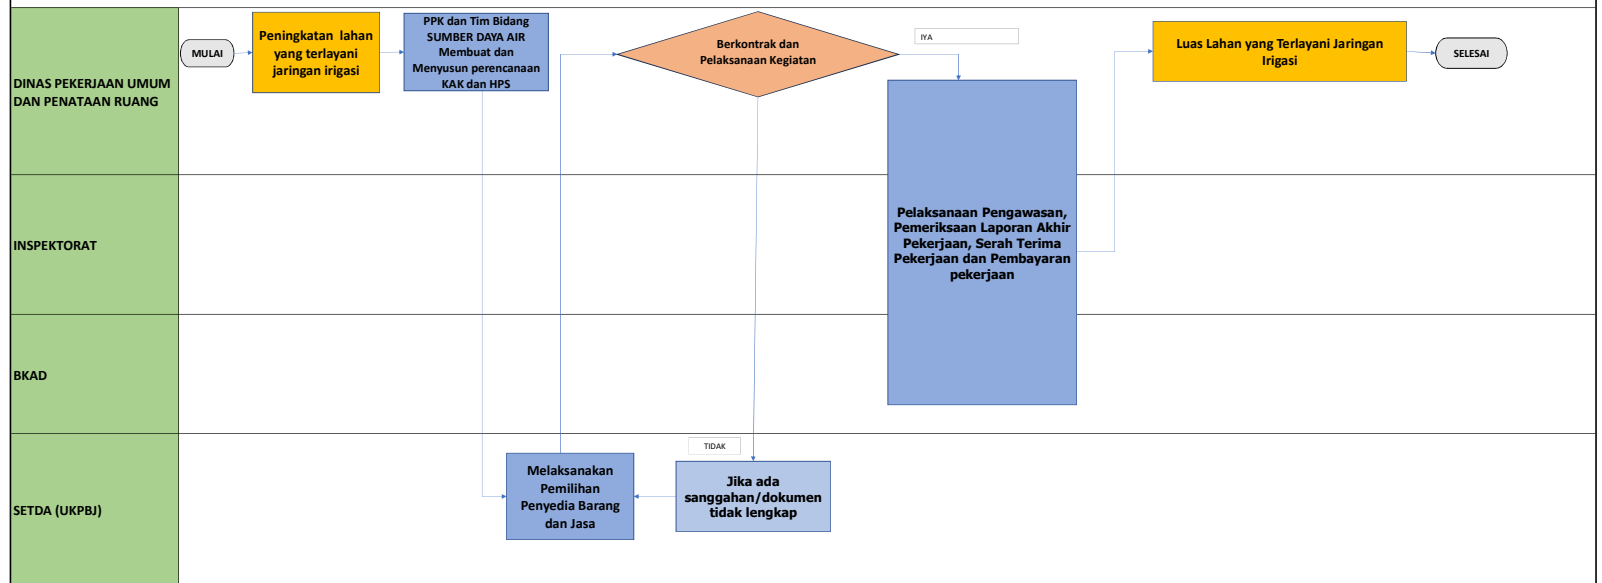 DINAS PEKERJAAN UMUM
DAN PENATAAN RUANG
MULAI
Peningkatan lahan
yang terlayani
jaringan irigasi
PPK dan Tim Bidang
SUMBER DAYA AIR
Membuat dan
Menyusun perencanaan
KAK dan HPS
Berkontrak dan
Pelaksanaan Kegiatan
IYA
Luas Lahan yang Terlayani Jaringan
Irigasi
SELESAI
INSPEKTORAT
Pelaksanaan Pengawasan,
Pemeriksaan Laporan Akhir
Pekerjaan, Serah Terima
Pekerjaan dan Pembayaran
pekerjaan
BKAD
SETDA (UKPBJ)
Melaksanakan
Pemilihan
Penyedia Barang
dan Jasa
TIDAK
Jika ada
sanggahan/dokumen
tidak lengkap